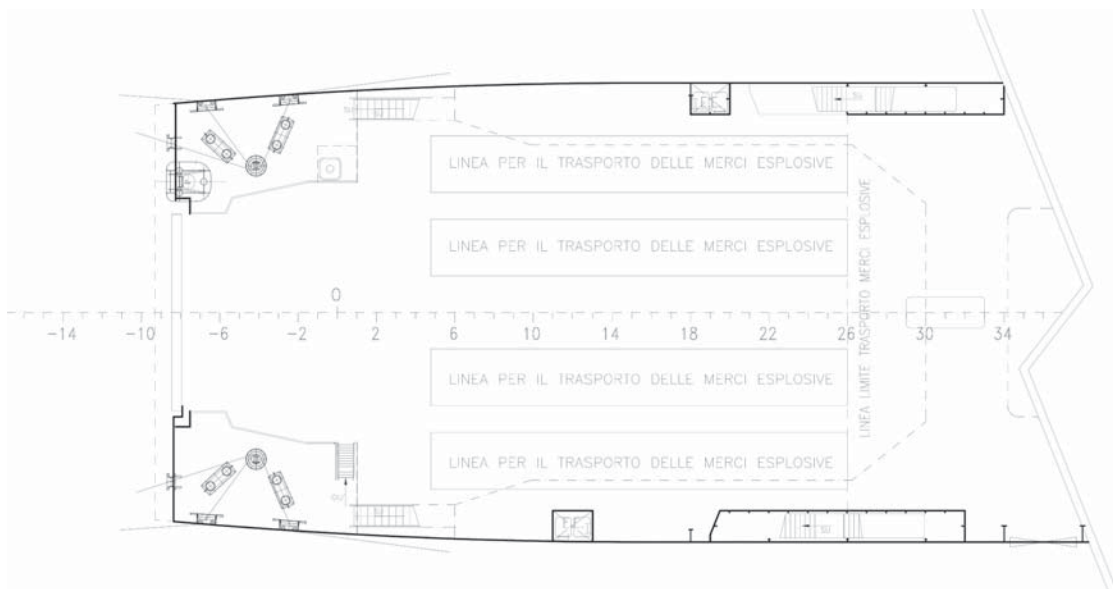 LINEA PER IL TRASPORTO DELLE MERCI ESPLOSIVE
LINEA PER IL TRASPORTO DELLE MERCI ESPLOSIVE
LINEA LIMITE TRASPORTO MERCI ESPLOSIVE
0
-14 -10 -6 -2 2 6 10 14 18 22 26 30 34
LINEA PER IL TRASPORTO DELLE MERCI ESPLOSIVE
LINEA PER IL TRASPORTO DELLE MERCI ESPLOSIVE